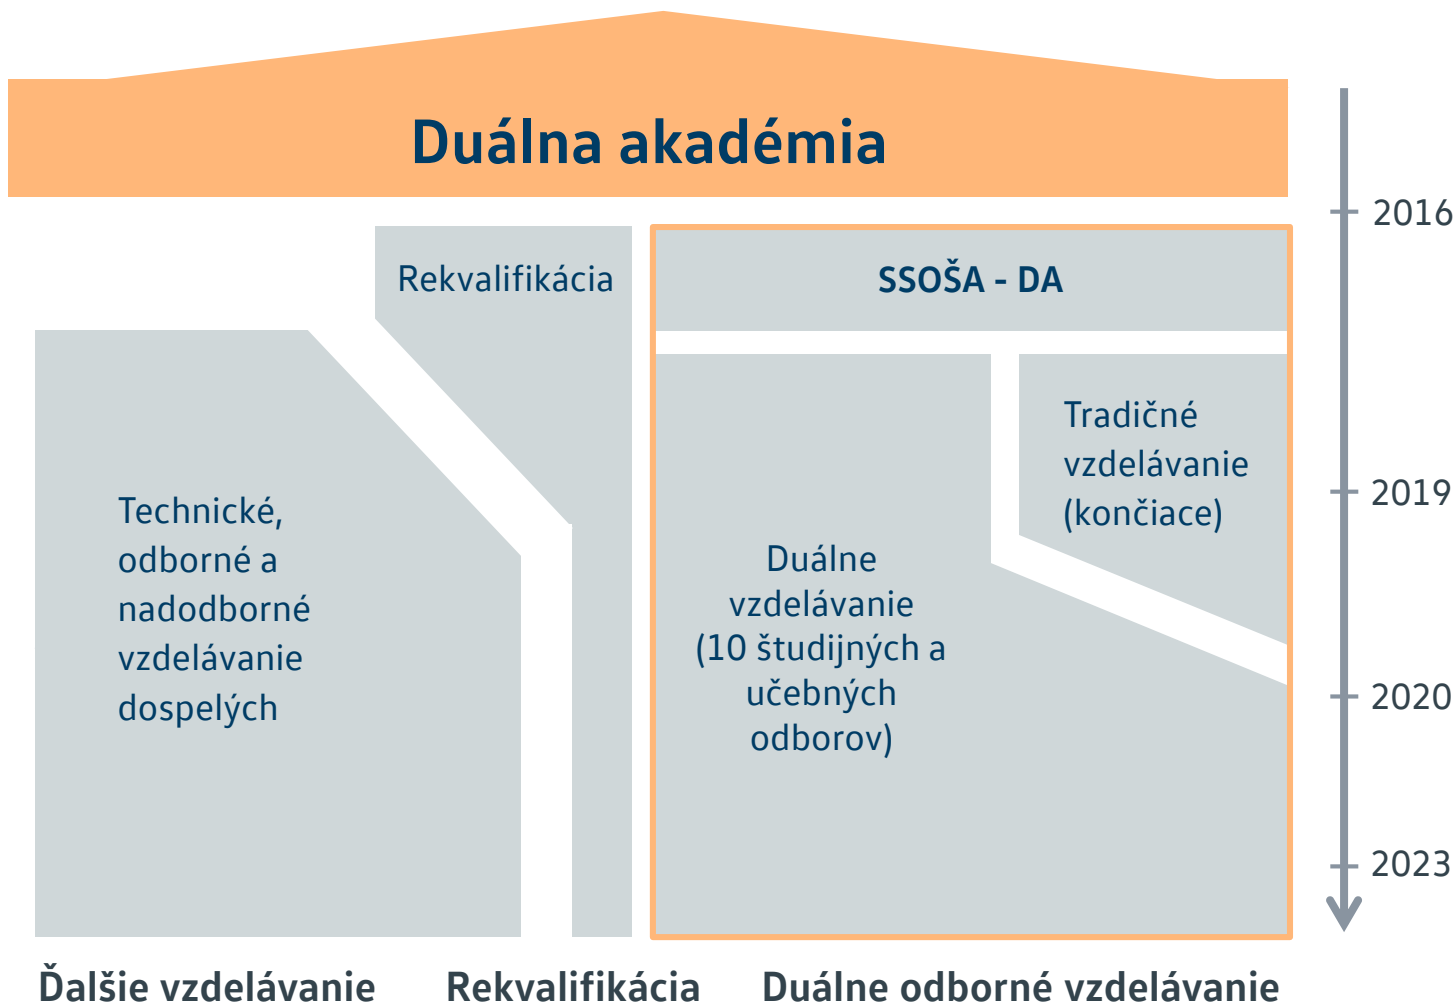 Duálna akadémia
2016
Rekvalifikácia
SSOŠA - DA
Tradičné
vzdelávanie
(končiace)
2019
Technické,
odborné a
nadodborné
vzdelávanie
dospelých
Duálne
vzdelávanie
(10 študijných a
učebných
odborov)
2020
2023
Ďalšie vzdelávanie
Rekvalifikácia
Duálne odborné vzdelávanie